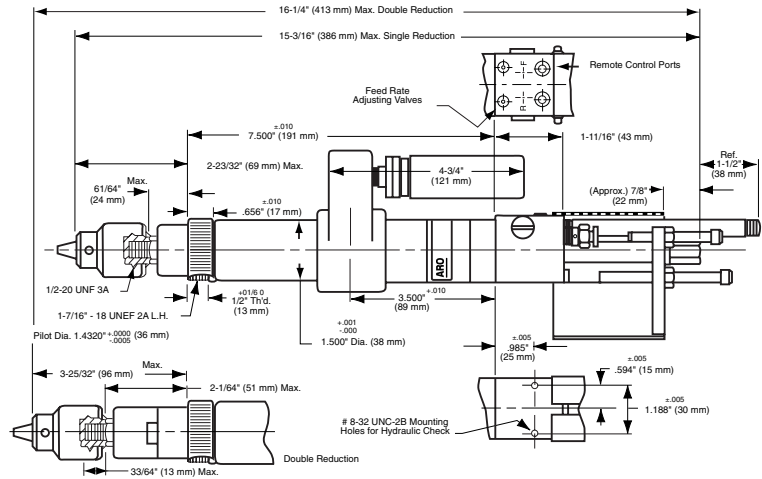 16-1/4" (413 mm) Max. Double Reduction
15-3/16" (386 mm) Max. Single Reduction
Remote Control Ports
F
R
Feed Rate
Adjusting Valves
±.010
7.500" (191 mm)
1-11/16" (43 mm)
2-23/32" (69 mm) Max.
4-3/4"
(121 mm)
Ref.
1-1/2"
(38 mm)
Max.
61/64"
(24 mm)
±.010
.656" (17 mm)
(Approx.) 7/8"
(22 mm)
ARO
1/2-20 UNF 3A
+01/6 0
1/2" Th'd.
(13 mm)
+.010
3.500"
(89 mm)
1-7/16" - 18 UNEF 2A L.H.
Pilot Dia. 1.4320" +.0000 (36 mm)
-.0005
+.001
-.000
1.500" Dia. (38 mm)
±.005
.985"
(25 mm)
±.005
.594" (15 mm)
Max.
3-25/32" (96 mm)
2-1/64" (51 mm) Max.
±.005
1.188" (30 mm)
# 8-32 UNC-2B Mounting
Holes for Hydraulic Check
Double Reduction
33/64" (13 mm) Max.